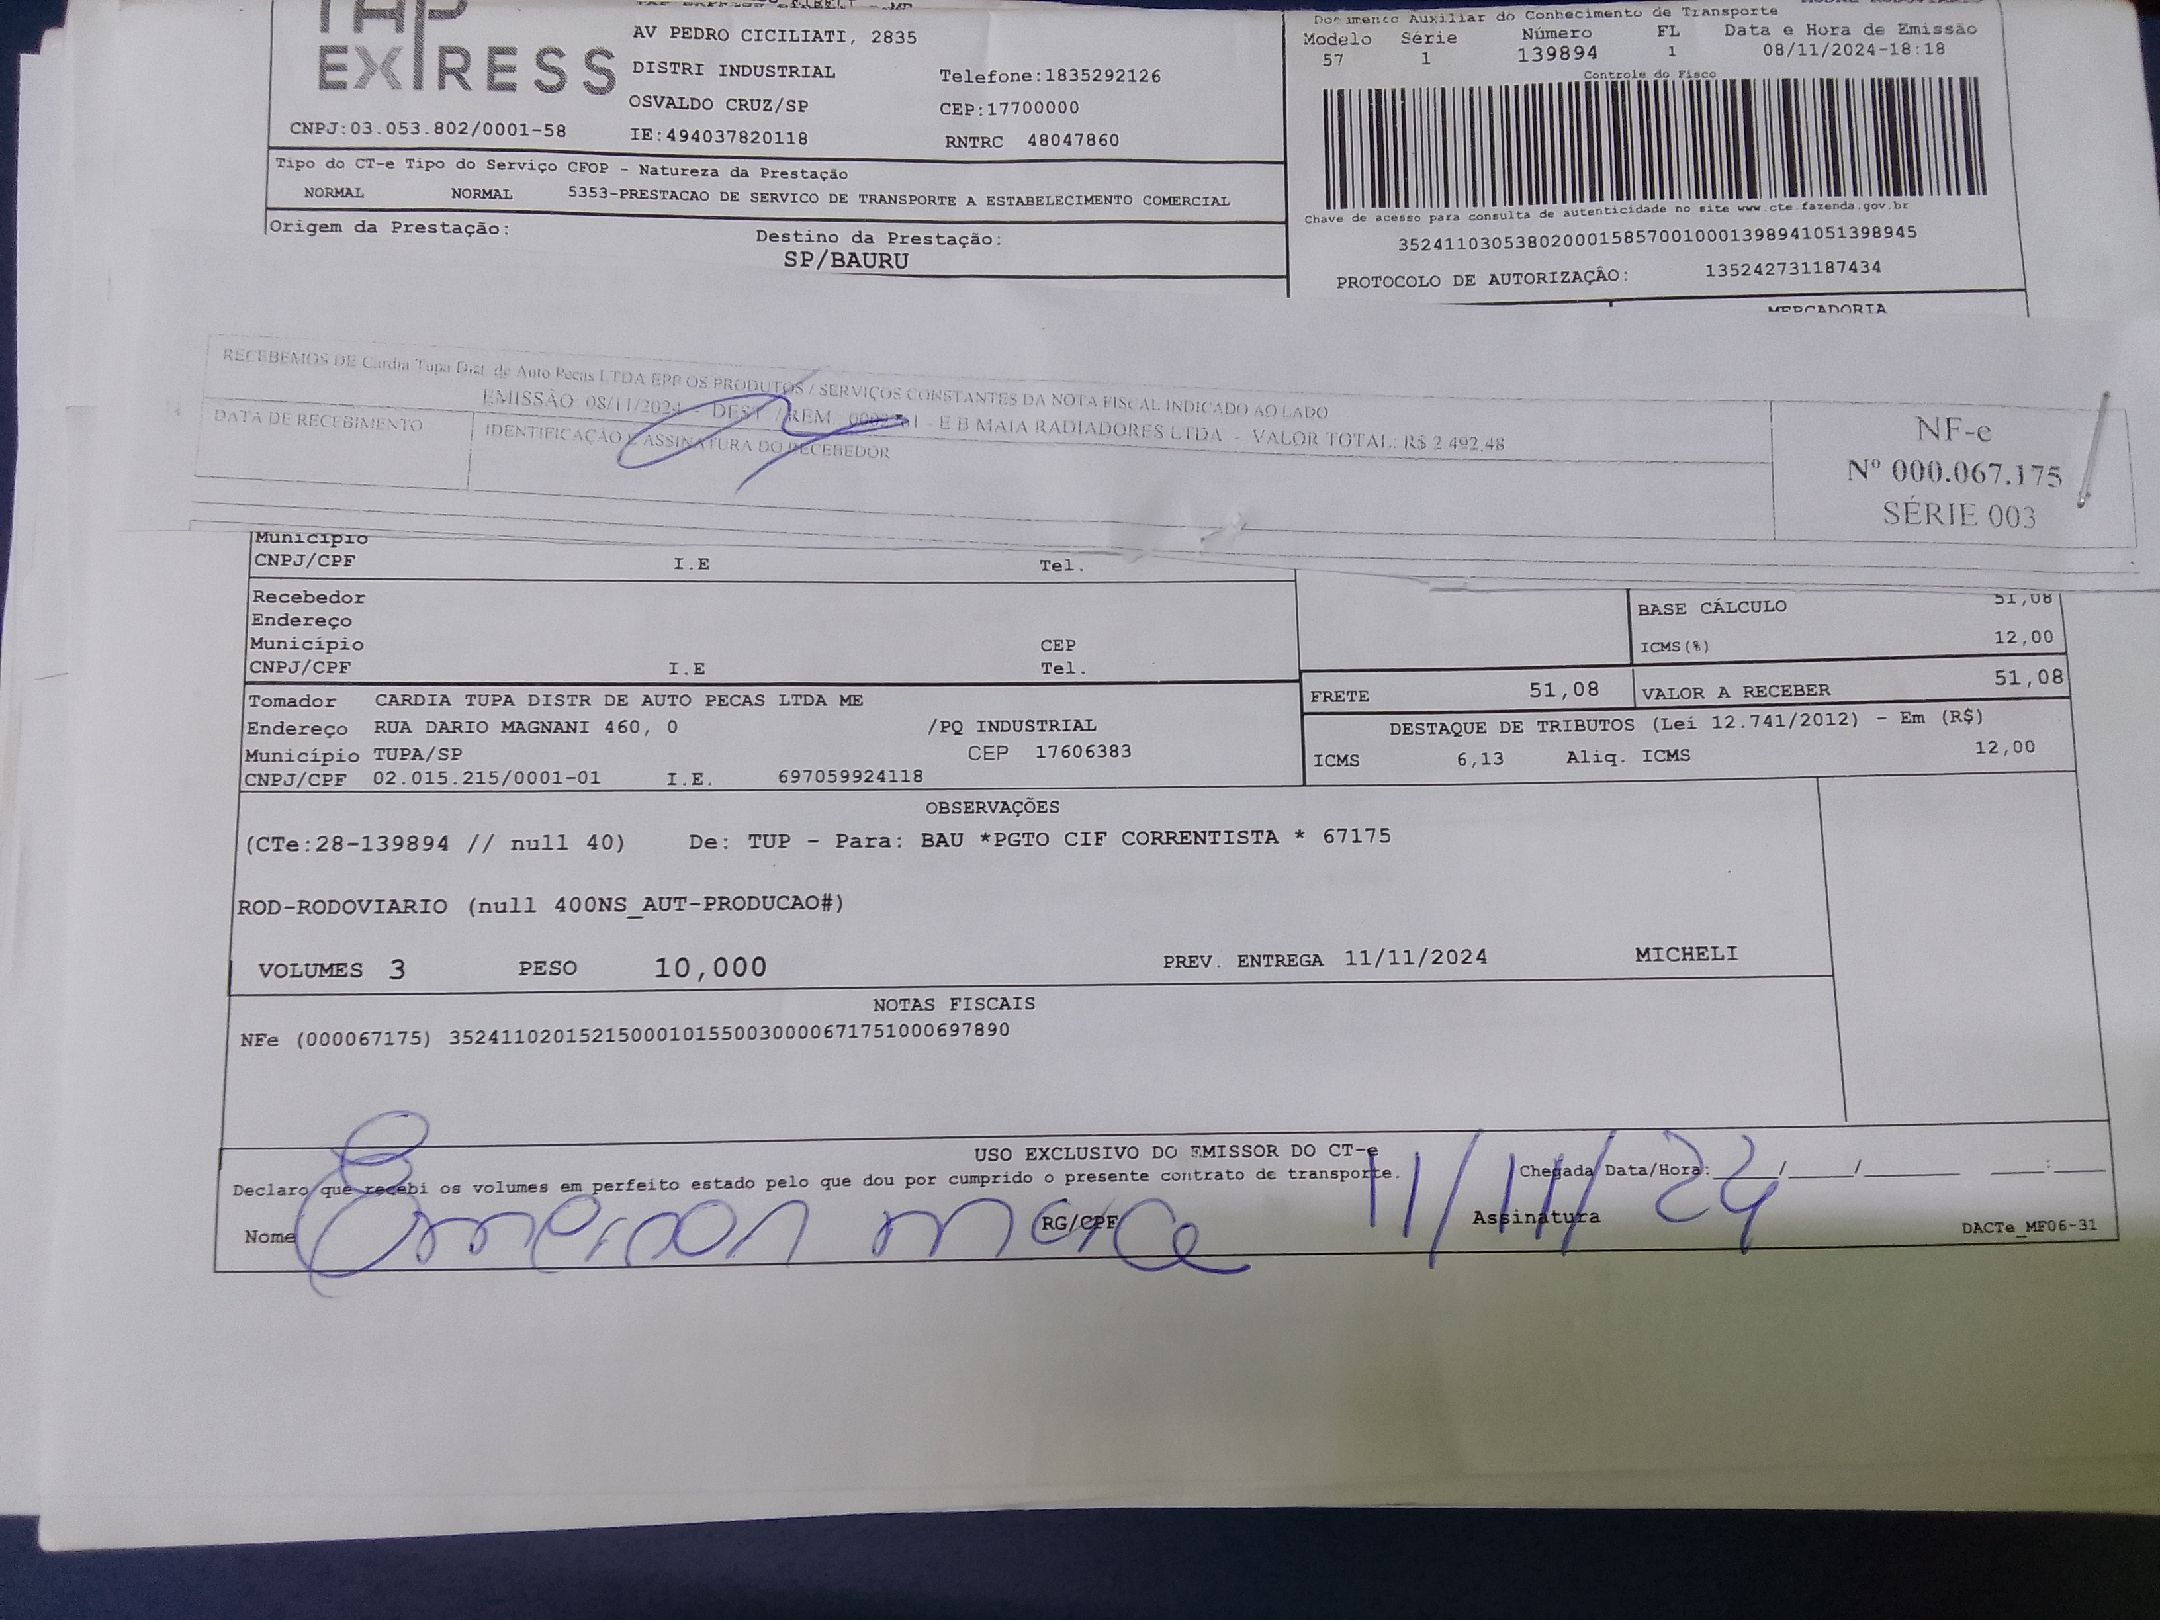 TAP
EXPRESS
AV PEDRO CICILIATI, 2835
DISTRI INDUSTRIAL Telefone:1835292126
OSVALDO CRUZ/SP CEP:17700000
CNPJ:03.053.802/0001-58 IE:494037820118 RNTRC 48047860
Documento Auxiliar do Conhecimento de Transporte
Modelo Série Número FL Data e Hora de Emissão
57 1 139894 1 08/11/2024-18:18
Controle do Fisco
Chave de acesso para consulta de autenticidade no site www.cte.fazenda.gov.br
35241103053802000158570010001398941051398945
PROTOCOLO DE AUTORIZAÇÃO: 135242731187434
Tipo do CT-e Tipo do Serviço CFOP - Natureza da Prestação
NORMAL NORMAL 5353-PRESTACAO DE SERVICO DE TRANSPORTE A ESTABELECIMENTO COMERCIAL
Origem da Prestação: Destino da Prestação:
SP/BAURU
MERCADORIA
RECEBEMOS DE Cardia Tupa Dist. de Auto Pecas LTDA EPP OS PRODUTOS / SERVIÇOS CONSTANTES DA NOTA FISCAL INDICADO AO LADO
EMISSÃO: 08/11/2024 DEST. / REM. - E B MAIA RADIADORES LTDA - VALOR TOTAL: R$ 2.492,48
DATA DE RECEBIMENTO IDENTIFICAÇÃO E ASSINATURA DO RECEBEDOR
NF-e
Nº 000.067.175
SÉRIE 003
Município
CNPJ/CPF I.E Tel.
Recebedor
Endereço
Município CEP
CNPJ/CPF I.E Tel.
BASE CÁLCULO 51,08
ICMS(%) 12,00
FRETE 51,08 VALOR A RECEBER 51,08
Tomador CARDIA TUPA DISTR DE AUTO PECAS LTDA ME
Endereço RUA DARIO MAGNANI 460, 0 /PQ INDUSTRIAL
Município TUPA/SP CEP 17606383
CNPJ/CPF 02.015.215/0001-01 I.E. 697059924118
DESTAQUE DE TRIBUTOS (Lei 12.741/2012) - Em (R$)
ICMS 6,13 Aliq. ICMS 12,00
OBSERVAÇÕES
(CTe:28-139894 // null 40) De: TUP - Para: BAU *PGTO CIF CORRENTISTA * 67175
ROD-RODOVIARIO (null 400NS_AUT-PRODUCAO#)
VOLUMES 3 PESO 10,000 PREV. ENTREGA 11/11/2024 MICHELI
NOTAS FISCAIS
NFe (000067175) 35241102015215000101550030000671751000697890
USO EXCLUSIVO DO EMISSOR DO CT-e
Declaro que recebi os volumes em perfeito estado pelo que dou por cumprido o presente contrato de transporte. Chegada Data/Hora: __/__/____ __:__
Nome Emerson RG/CPF 11/11/24 Assinatura
DACTe_MF06-31